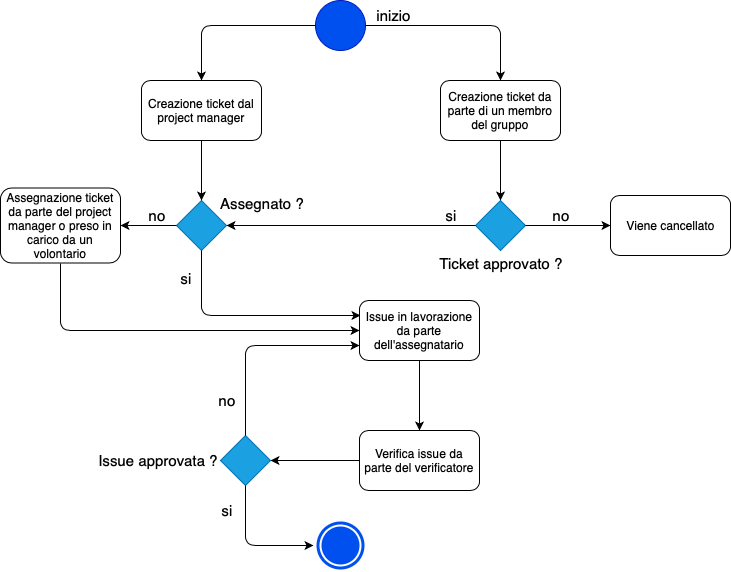 inizio
Creazione ticket dal
project manager
Creazione ticket da
parte di un membro
del gruppo
Assegnazione ticket
da parte del project
manager o preso in
carico da un
volontario
no
Assegnato ?
si
no
Viene cancellato
Ticket approvato ?
si
Issue in lavorazione
da parte
dell'assegnatario
no
Issue approvata ?
Verifica issue da
parte del verificatore
si